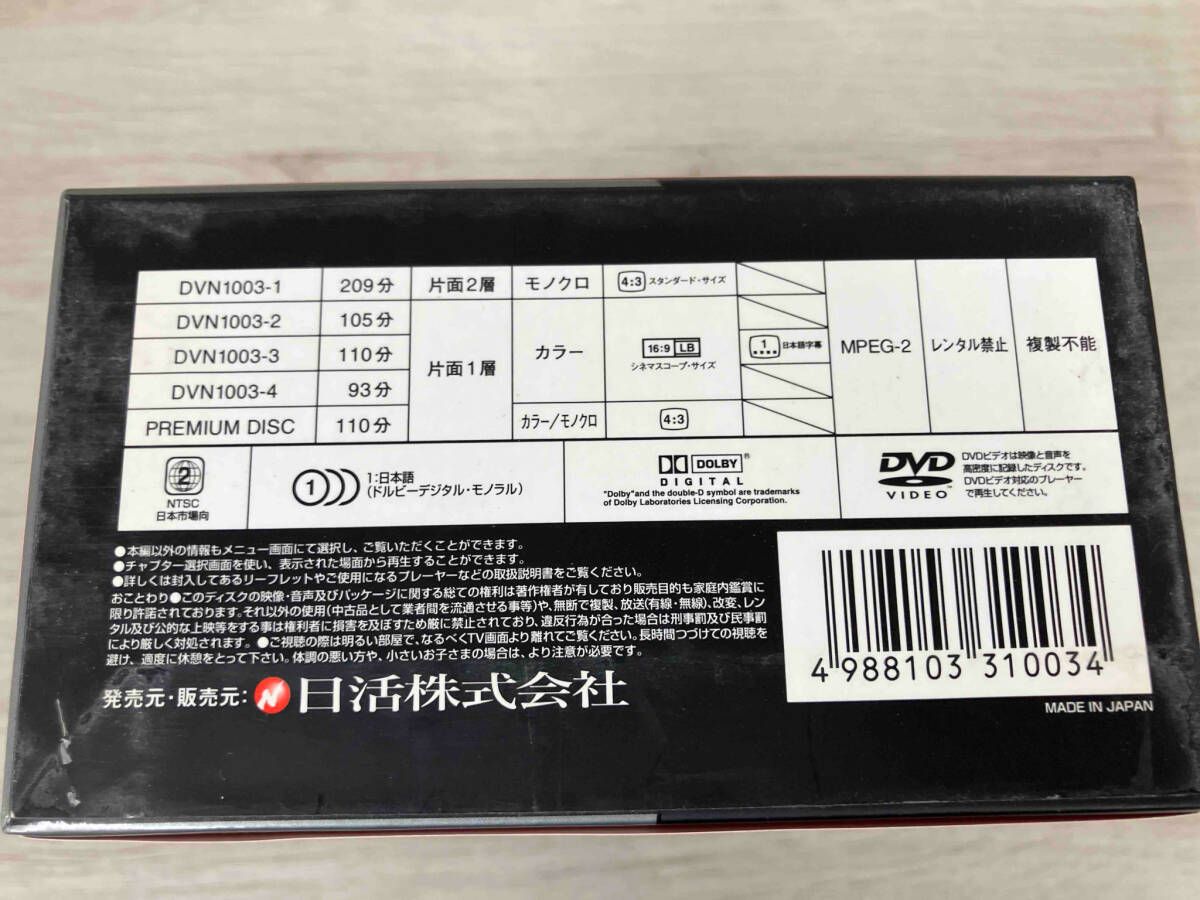 DVN1003-1 209分 片面2層 モノクロ 4:3 スタンダード・サイズ
DVN1003-2 105分
DVN1003-3 110分 片面1層 カラー 16:9 LB シネマスコープ・サイズ 1 日本語字幕 MPEG-2 レンタル禁止 複製不能
DVN1003-4 93分
PREMIUM DISC 110分 カラー/モノクロ 4:3
2 NTSC 日本市場向
1 1:日本語
(ドルビーデジタル・モノラル)
DOLBY®
DIGITAL
"Dolby"and the double-D symbol are trademarks
of Dolby Laboratories Licensing Corporation.
DVD
VIDEO™
DVDビデオは映像と音声を
高密度に記録したディスクです。
DVDビデオ対応のプレーヤー
で再生してください。
●本編以外の情報もメニュー画面にて選択し、ご覧いただくことができます。
●チャプター選択画面を使い、表示された場面から再生することができます。
●詳しくは封入してあるリーフレットやご使用になるプレーヤーなどの取扱説明書をご覧ください。
おことわり●このディスクの映像・音声及びパッケージに関する総ての権利は著作権者が有しており販売目的も家庭内鑑賞に
限り許諾されております。それ以外の使用(中古品として業者間を流通させる事等)や、無断で複製、放送(有線・無線)、改変、レン
タル及び公的な上映等をする事は権利者に損害を及ぼすため厳に禁止されており、違反行為が合った場合は刑事罰及び民事罰
により厳しく対処されます。●ご視聴の際は明るい部屋で、なるべくTV画面より離れてご覧ください。長時間つづけての視聴を
避け、適度に休憩をとって下さい。体調の悪い方や、小さいお子さまの場合は、より注意が必要です。
発売元・販売元: N 日活株式会社
4 988103 310034
MADE IN JAPAN